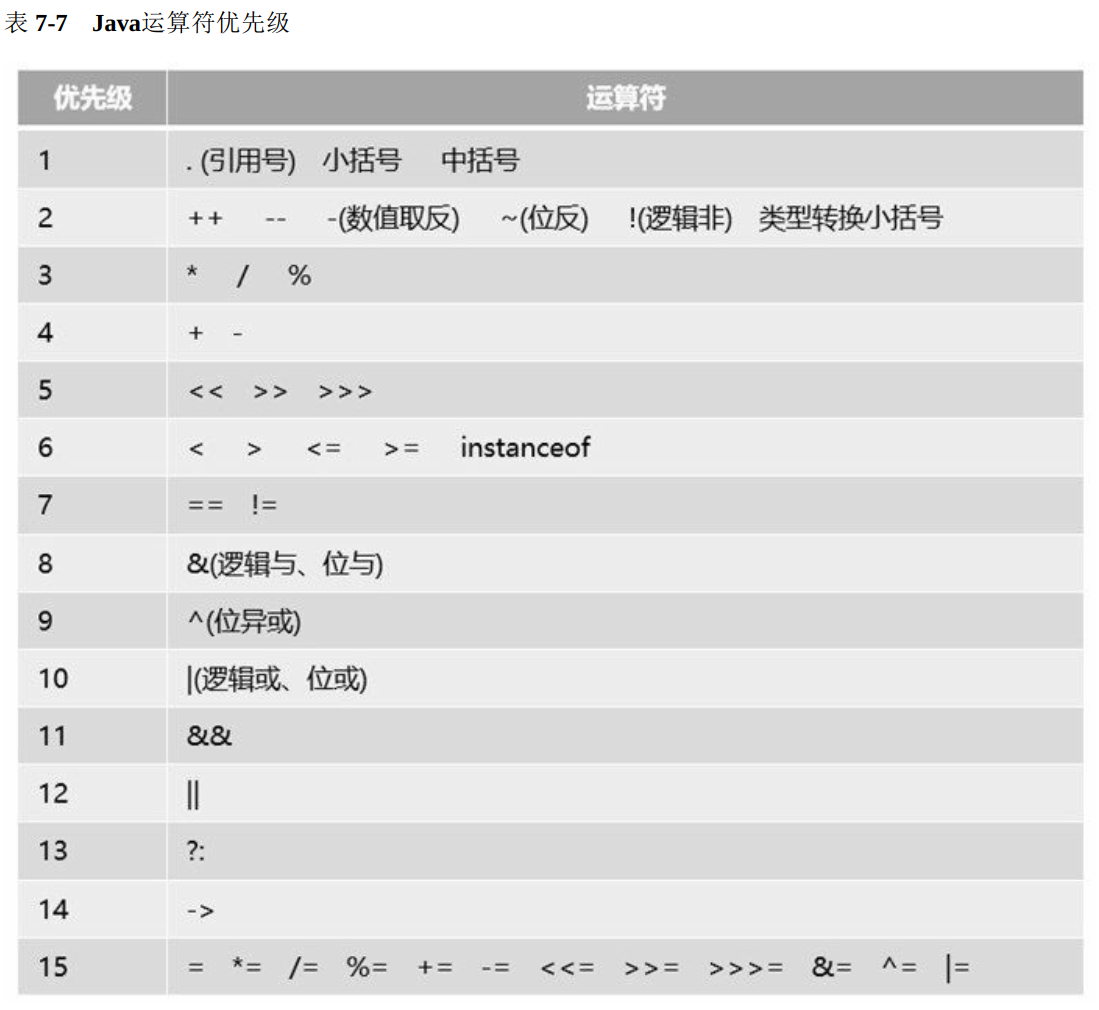 表 7-7 Java运算符优先级
优先级 运算符
1 . (引用号) 小括号 中括号
2 ++ -- -(数值取反) ~(位反) !(逻辑非) 类型转换小括号
3 * / %
4 + -
5 << >> >>>
6 < > <= >= instanceof
7 == !=
8 &(逻辑与、位与)
9 ^(位异或)
10 |(逻辑或、位或)
11 &&
12 ||
13 ?:
14 ->
15 = *= /= %= += -= <<= >>= >>>= &= ^= |=